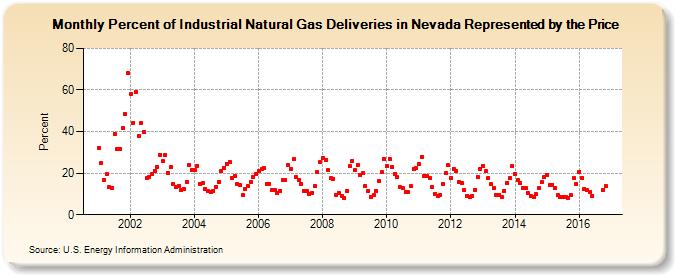 Monthly Percent of Industrial Natural Gas Deliveries in Nevada Represented by the Price
Percent
80
60
40
20
0
2002 2004 2006 2008 2010 2012 2014 2016
Source: U.S. Energy Information Administration